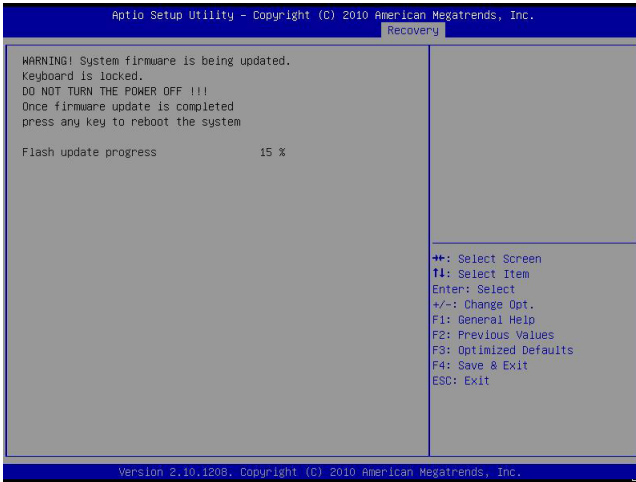 Aptio Setup Utility – Copyright (C) 2010 American Megatrends, Inc.
Recovery
WARNING! System firmware is being updated.
Keyboard is locked.
DO NOT TURN THE POWER OFF !!!
Once firmware update is completed
press any key to reboot the system
Flash update progress 15 %
→←: Select Screen
↑↓: Select Item
Enter: Select
+/-: Change Opt.
F1: General Help
F2: Previous Values
F3: Optimized Defaults
F4: Save & Exit
ESC: Exit
Version 2.10.1208. Copyright (C) 2010 American Megatrends, Inc.